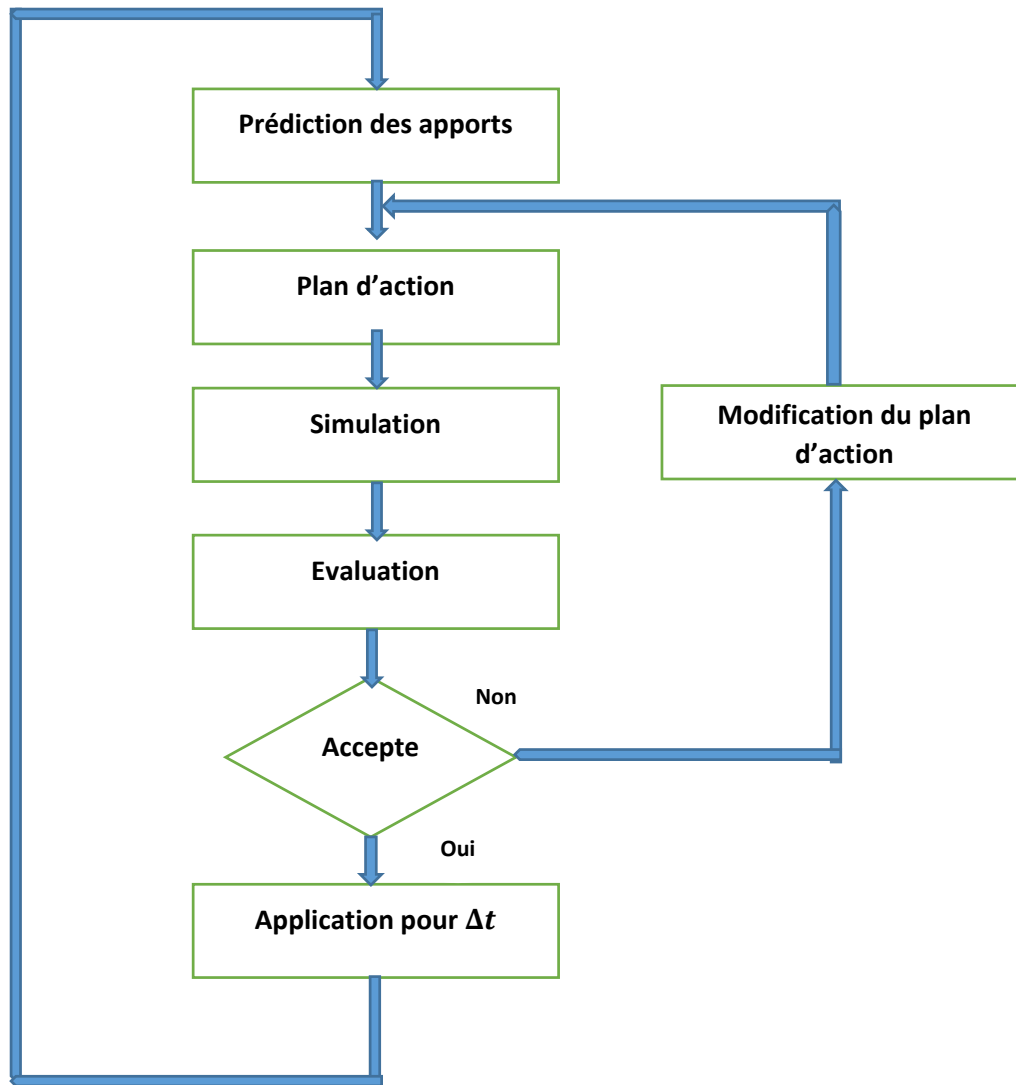 Prédiction des apports
Plan d’action
Simulation
Modification du plan
d’action
Evaluation
Non
Accepte
Oui
Application pour Δt